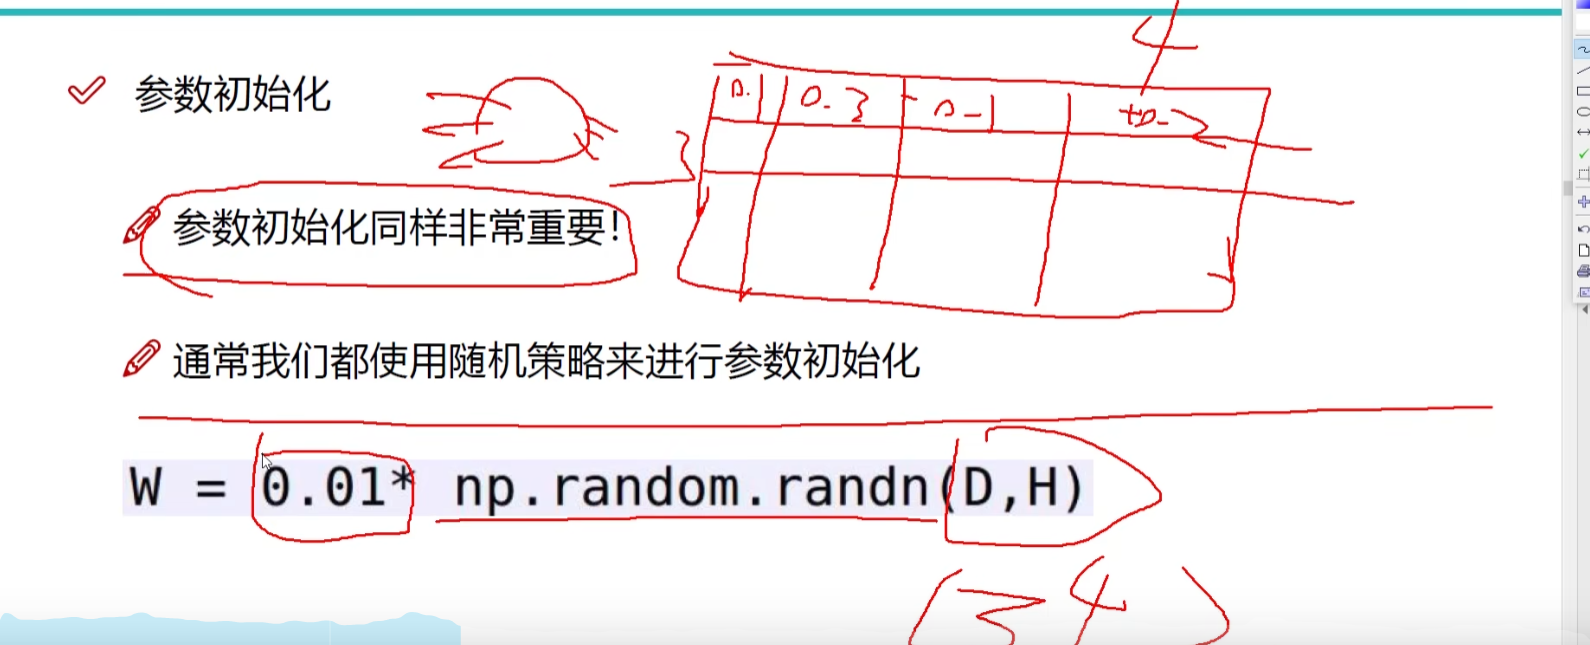 参数初始化
4
0.1 0.3 -0.1 +0.2
3
参数初始化同样非常重要！
通常我们都使用随机策略来进行参数初始化
W = 0.01* np.random.randn(D,H)
(3 4)